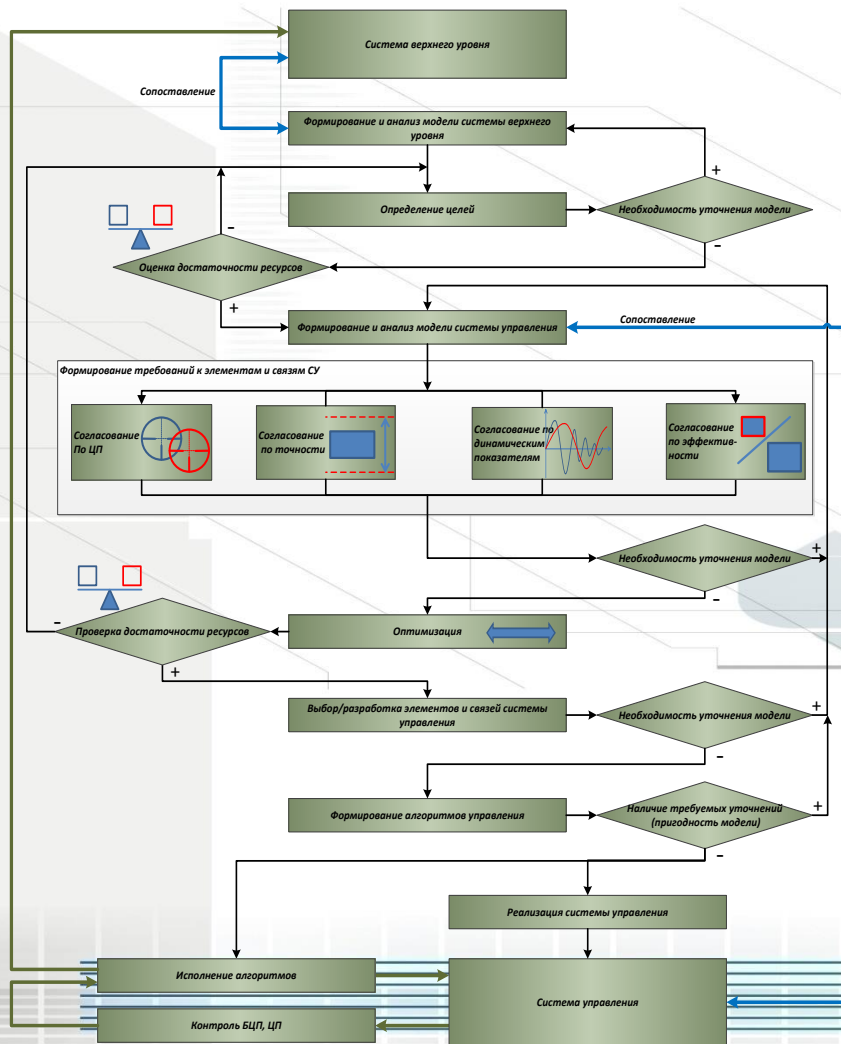 Система верхнего уровня
Сопоставление
Формирование и анализ модели системы верхнего
уровня
+
Определение целей
Необходимость уточнения модели
–
–
Оценка достаточности ресурсов
+
Формирование и анализ модели системы управления
Сопоставление
Формирование требований к элементам и связям СУ
Согласование
По ЦП
Согласование
по точности
Согласование по
динамическим
показателям
Согласование
по эффектив-
ности
Необходимость уточнения модели
+
–
–
Проверка достаточности ресурсов
Оптимизация
+
Выбор/разработка элементов и связей системы
управления
Необходимость уточнения модели
+
–
Формирование алгоритмов управления
Наличие требуемых уточнений
(пригодность модели)
+
–
Реализация системы управления
Исполнение алгоритмов
Система управления
Контроль БЦП, ЦП